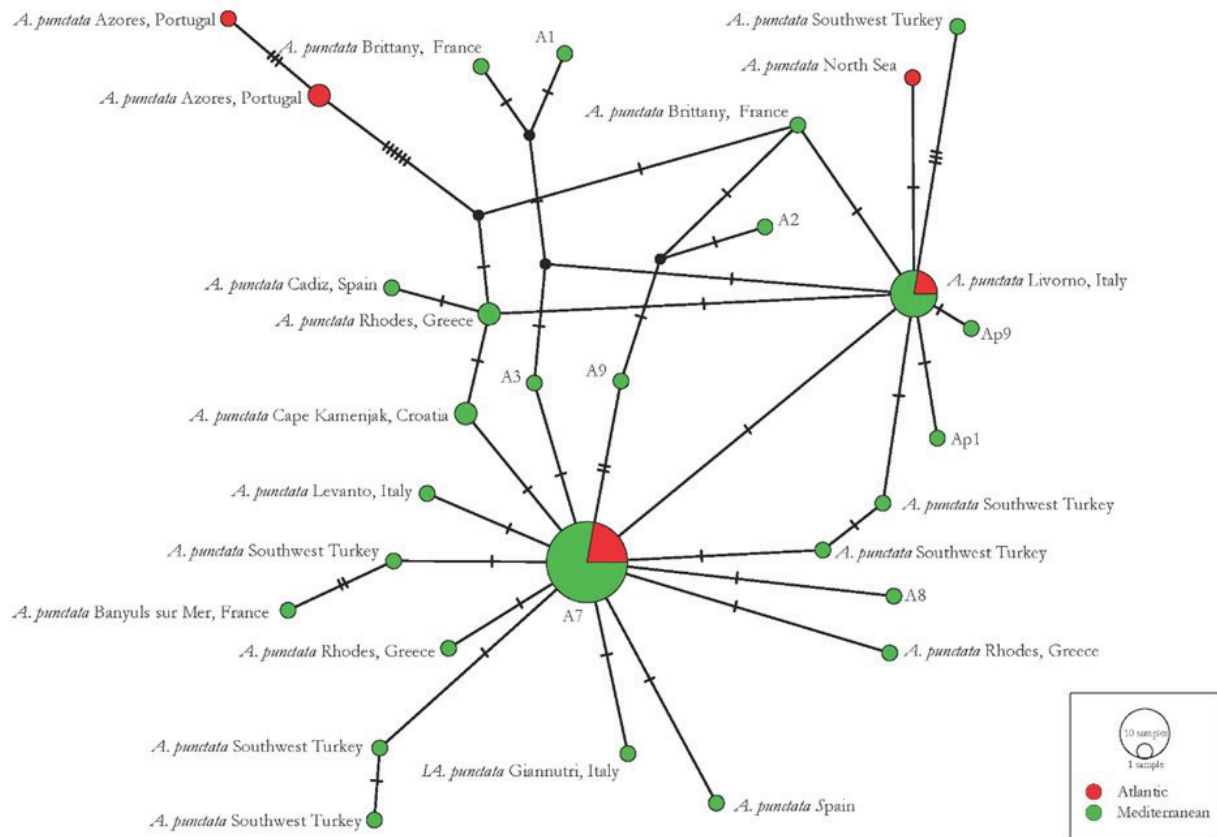 A. punctata Azores, Portugal
A. punctata Brittany, France
A1
A.. punctata Southwest Turkey
A. punctata North Sea
A. punctata Azores, Portugal
A. punctata Brittany, France
A2
A. punctata Cadiz, Spain
A. punctata Livorno, Italy
A. punctata Rhodes, Greece
Ap9
A3
A9
A. punctata Cape Kamenjak, Croatia
Ap1
A. punctata Levanto, Italy
A. punctata Southwest Turkey
A. punctata Southwest Turkey
A. punctata Southwest Turkey
A8
A. punctata Banyuls sur Mer, France
A7
A. punctata Rhodes, Greece
A. punctata Rhodes, Greece
A. punctata Southwest Turkey
LA. punctata Giannutri, Italy
A. punctata Spain
A. punctata Southwest Turkey
10 samples
1 sample
Atlantic
Mediterranean